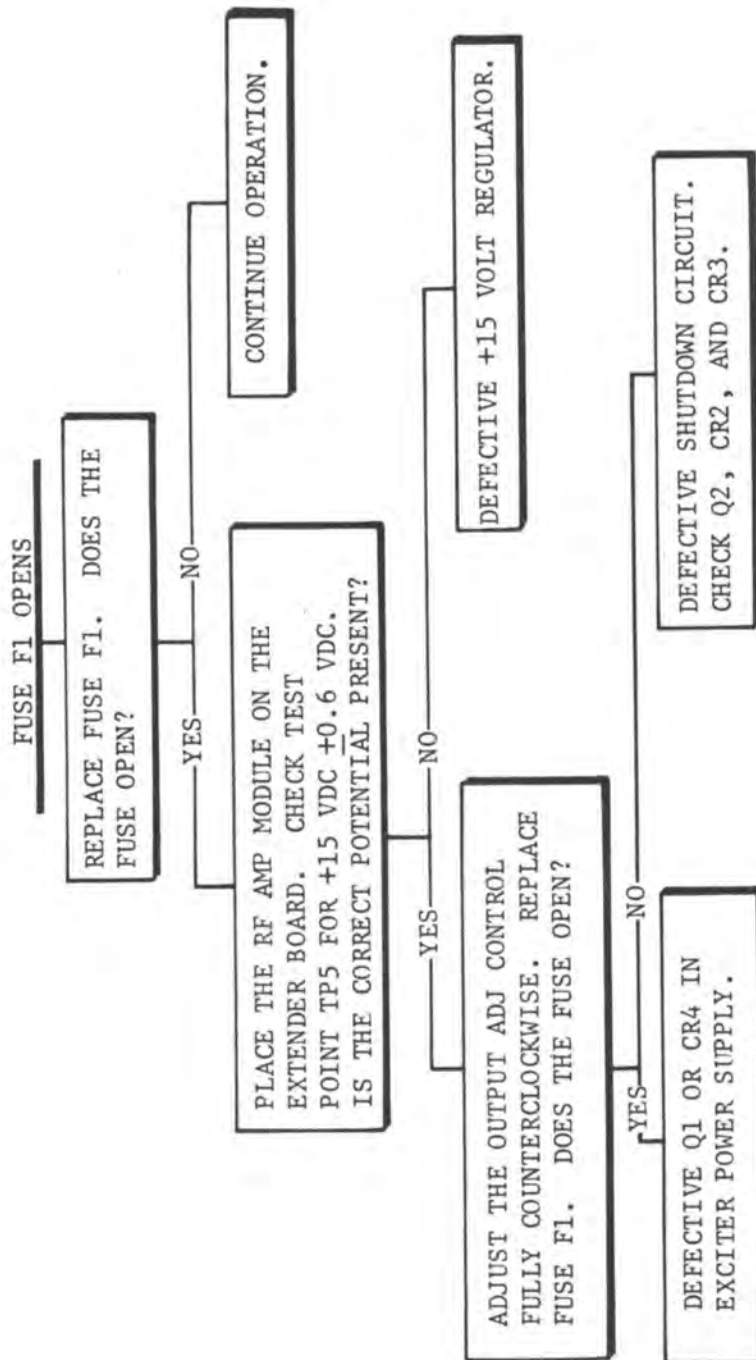 FUSE F1 OPENS
REPLACE FUSE F1. DOES THE
FUSE OPEN?
YES
NO
CONTINUE OPERATION.
PLACE THE RF AMP MODULE ON THE
EXTENDER BOARD. CHECK TEST
POINT TP5 FOR +15 VDC ±0.6 VDC.
IS THE CORRECT POTENTIAL PRESENT?
YES
NO
DEFECTIVE +15 VOLT REGULATOR.
ADJUST THE OUTPUT ADJ CONTROL
FULLY COUNTERCLOCKWISE. REPLACE
FUSE F1. DOES THE FUSE OPEN?
YES
NO
DEFECTIVE Q1 OR CR4 IN
EXCITER POWER SUPPLY.
DEFECTIVE SHUTDOWN CIRCUIT.
CHECK Q2, CR2, AND CR3.